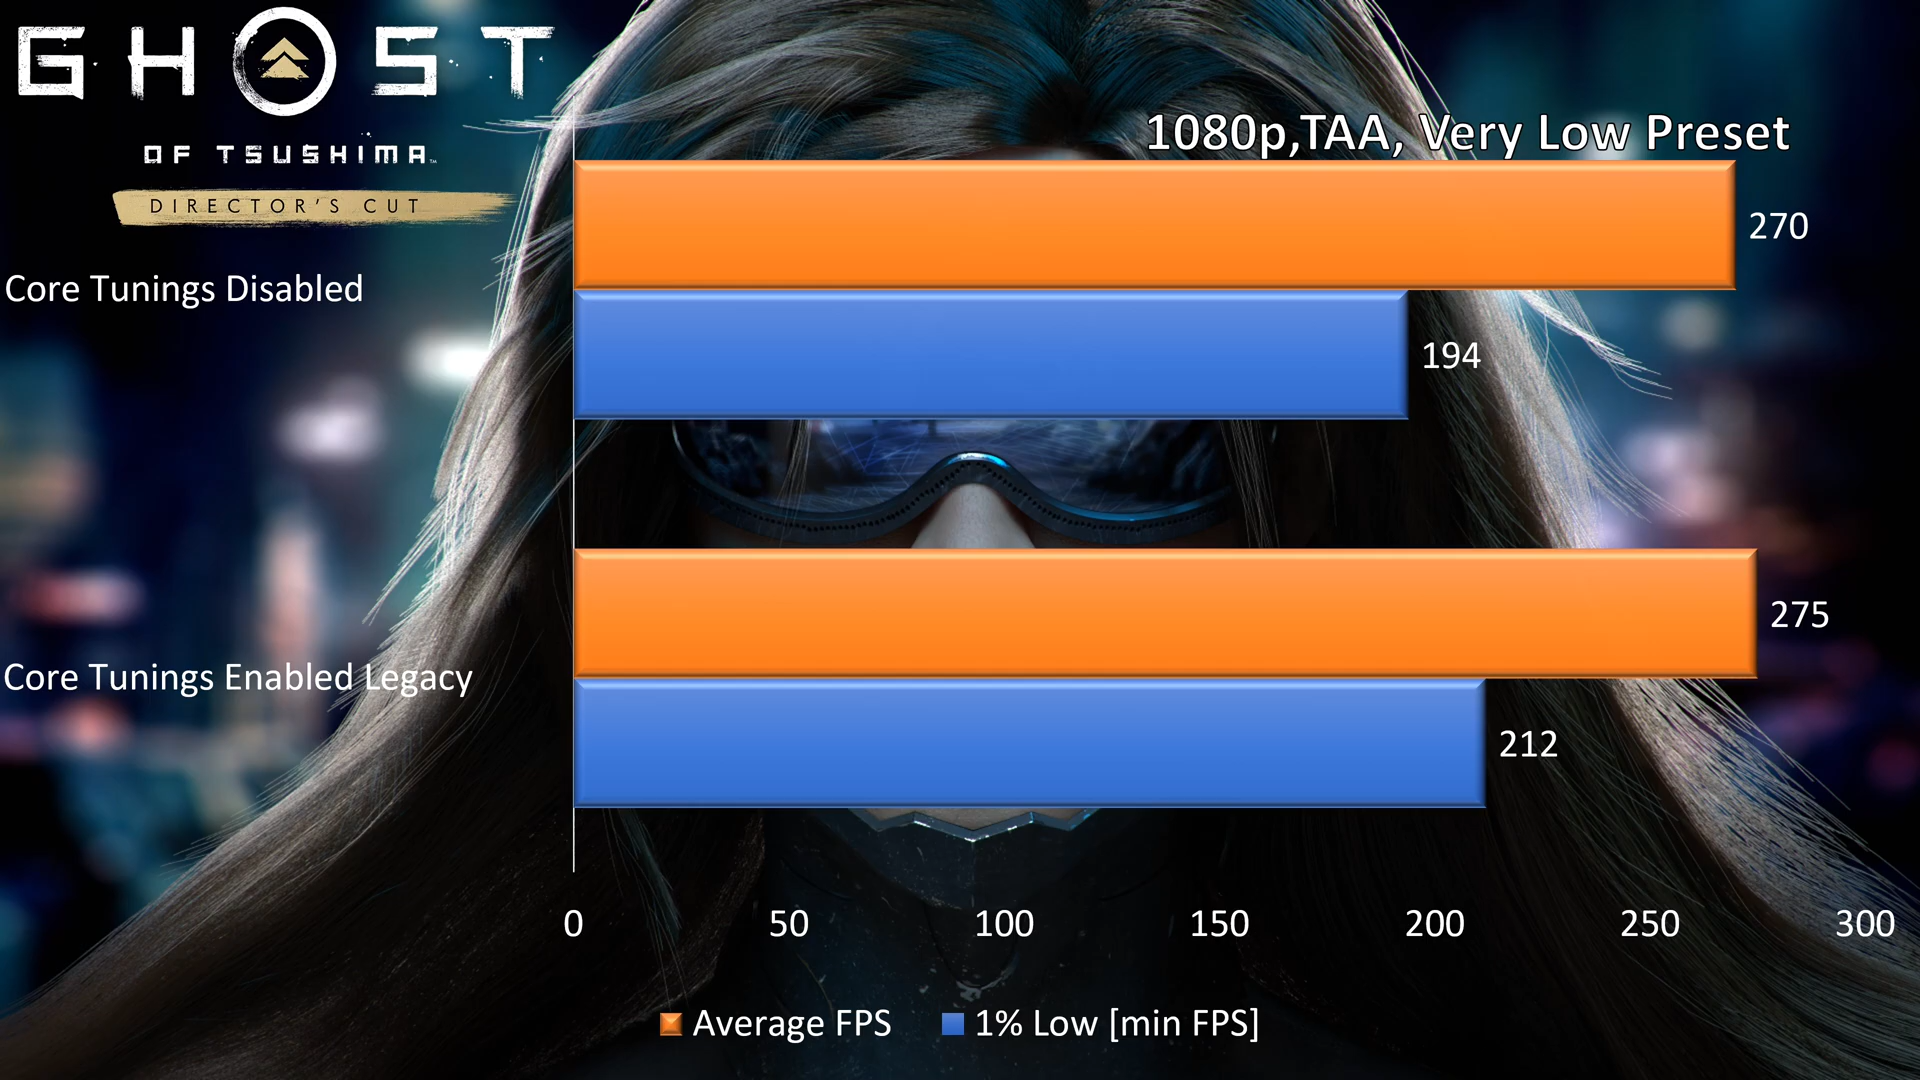 GHOST
OF TSUSHIMA™
DIRECTOR'S CUT
1080p,TAA, Very Low Preset
270
Core Tunings Disabled
194
275
Core Tunings Enabled Legacy
212
0 50 100 150 200 250 300
Average FPS 1% Low [min FPS]